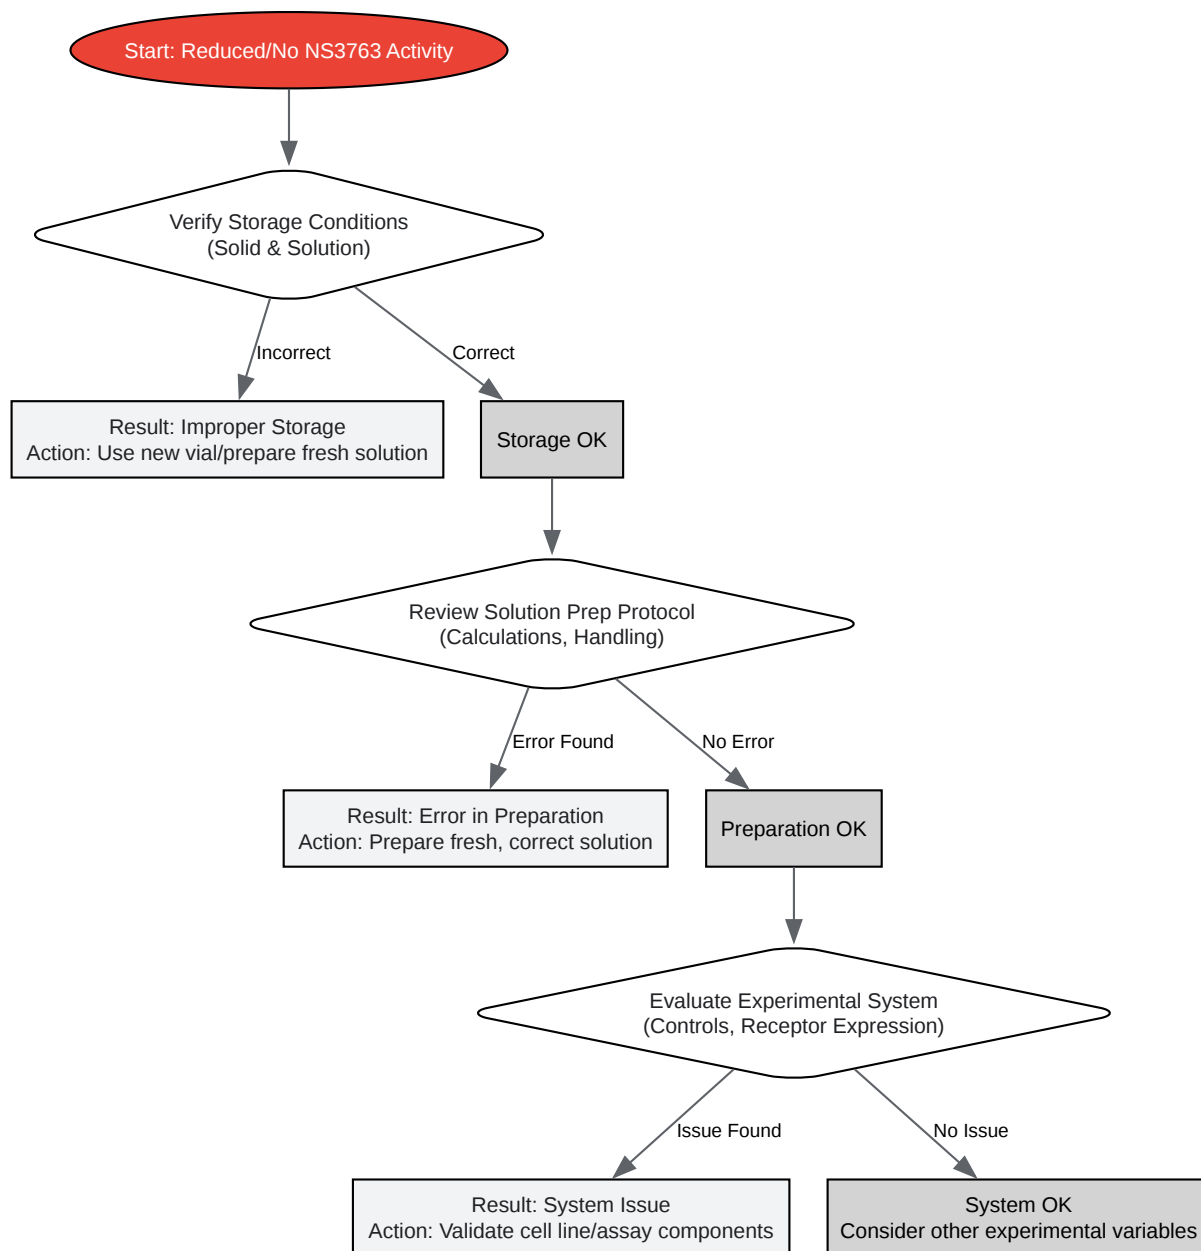 Start: Reduced/No NS3763 Activity
Verify Storage Conditions
(Solid & Solution)
Incorrect
Correct
Result: Improper Storage
Action: Use new vial/prepare fresh solution
Storage OK
Review Solution Prep Protocol
(Calculations, Handling)
Error Found
No Error
Result: Error in Preparation
Action: Prepare fresh, correct solution
Preparation OK
Evaluate Experimental System
(Controls, Receptor Expression)
Issue Found
No Issue
Result: System Issue
Action: Validate cell line/assay components
System OK
Consider other experimental variables